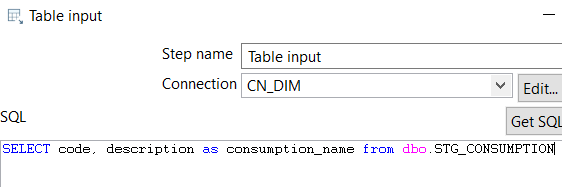 Table input
Step name Table input
Connection CN_DIM Edit...
SQL Get SQL
SELECT code, description as consumption_name from dbo.STG_CONSUMPTION